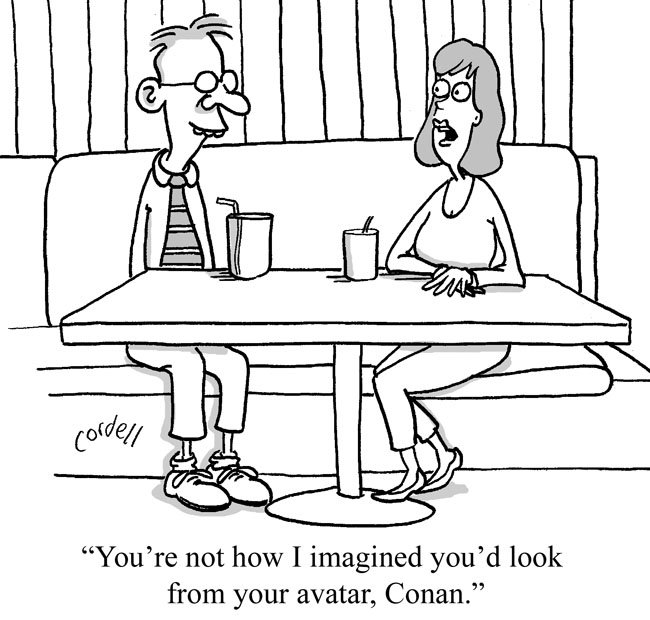 Cordell
“You’re not how I imagined you’d look
from your avatar, Conan.”